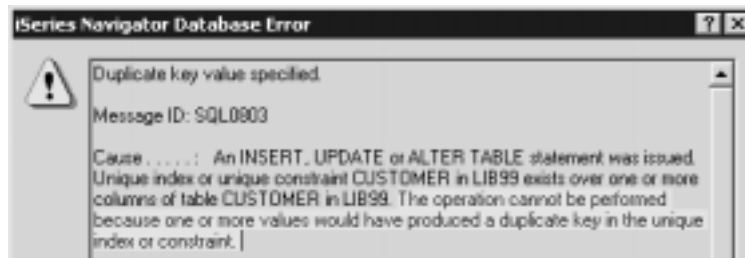 iSeries Navigator Database Error
Duplicate key value specified.
Message ID: SQL0803
Cause . . . . . : An INSERT, UPDATE or ALTER TABLE statement was issued.
Unique index or unique constraint CUSTOMER in LIB99 exists over one or more
columns of table CUSTOMER in LIB99. The operation cannot be performed
because one or more values would have produced a duplicate key in the unique
index or constraint.